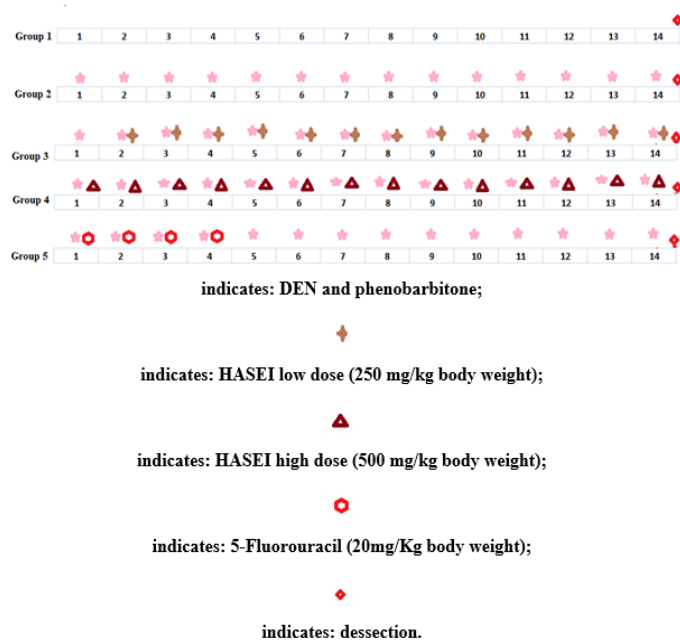 Group 1 1 2 3 4 5 6 7 8 9 10 11 12 13 14
Group 2 1 2 3 4 5 6 7 8 9 10 11 12 13 14
Group 3 1 2 3 4 5 6 7 8 9 10 11 12 13 14
Group 4 1 2 3 4 5 6 7 8 9 10 11 12 13 14
Group 5 1 2 3 4 5 6 7 8 9 10 11 12 13 14
indicates: DEN and phenobarbitone;
indicates: HASEI low dose (250 mg/kg body weight);
indicates: HASEI high dose (500 mg/kg body weight);
indicates: 5-Fluorouracil (20mg/Kg body weight);
indicates: dessection.